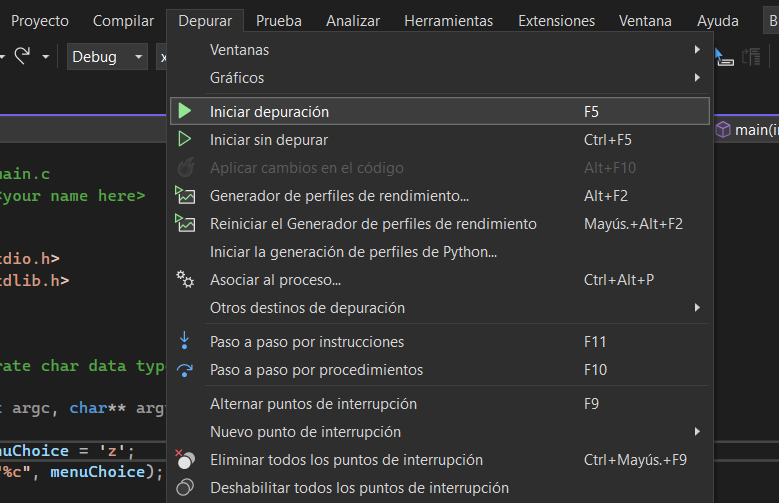 Proyecto Compilar Depurar Prueba Analizar Herramientas Extensiones Ventana Ayuda
Debug
Ventanas
Gráficos
Iniciar depuración F5
main(in
Iniciar sin depurar Ctrl+F5
Aplicar cambios en el código Alt+F10
main.c
Generador de perfiles de rendimiento... Alt+F2
<your name here>
Reiniciar el Generador de perfiles de rendimiento Mayús.+Alt+F2
Iniciar la generación de perfiles de Python...
tdio.h>
Asociar al proceso... Ctrl+Alt+P
tdlib.h>
Otros destinos de depuración
Paso a paso por instrucciones F11
rate char data typ
Paso a paso por procedimientos F10
t argc, char** arg
Alternar puntos de interrupción F9
Nuevo punto de interrupción
nuChoice = 'z';
Eliminar todos los puntos de interrupción Ctrl+Mayús.+F9
"%c", menuChoice);
Deshabilitar todos los puntos de interrupción